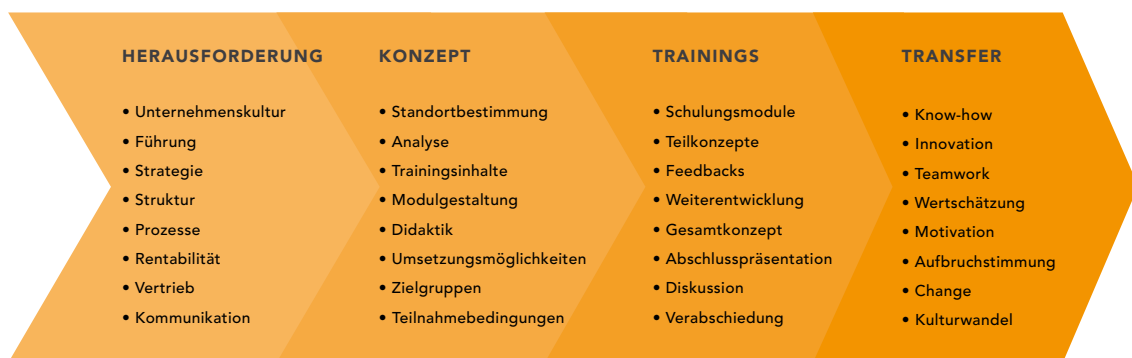 HERAUSFORDERUNG
• Unternehmenskultur
• Führung
• Strategie
• Struktur
• Prozesse
• Rentabilität
• Vertrieb
• Kommunikation
KONZEPT
• Standortbestimmung
• Analyse
• Trainingsinhalte
• Modulgestaltung
• Didaktik
• Umsetzungsmöglichkeiten
• Zielgruppen
• Teilnahmebedingungen
TRAININGS
• Schulungsmodule
• Teilkonzepte
• Feedbacks
• Weiterentwicklung
• Gesamtkonzept
• Abschlusspräsentation
• Diskussion
• Verabschiedung
TRANSFER
• Know-how
• Innovation
• Teamwork
• Wertschätzung
• Motivation
• Aufbruchstimmung
• Change
• Kulturwandel